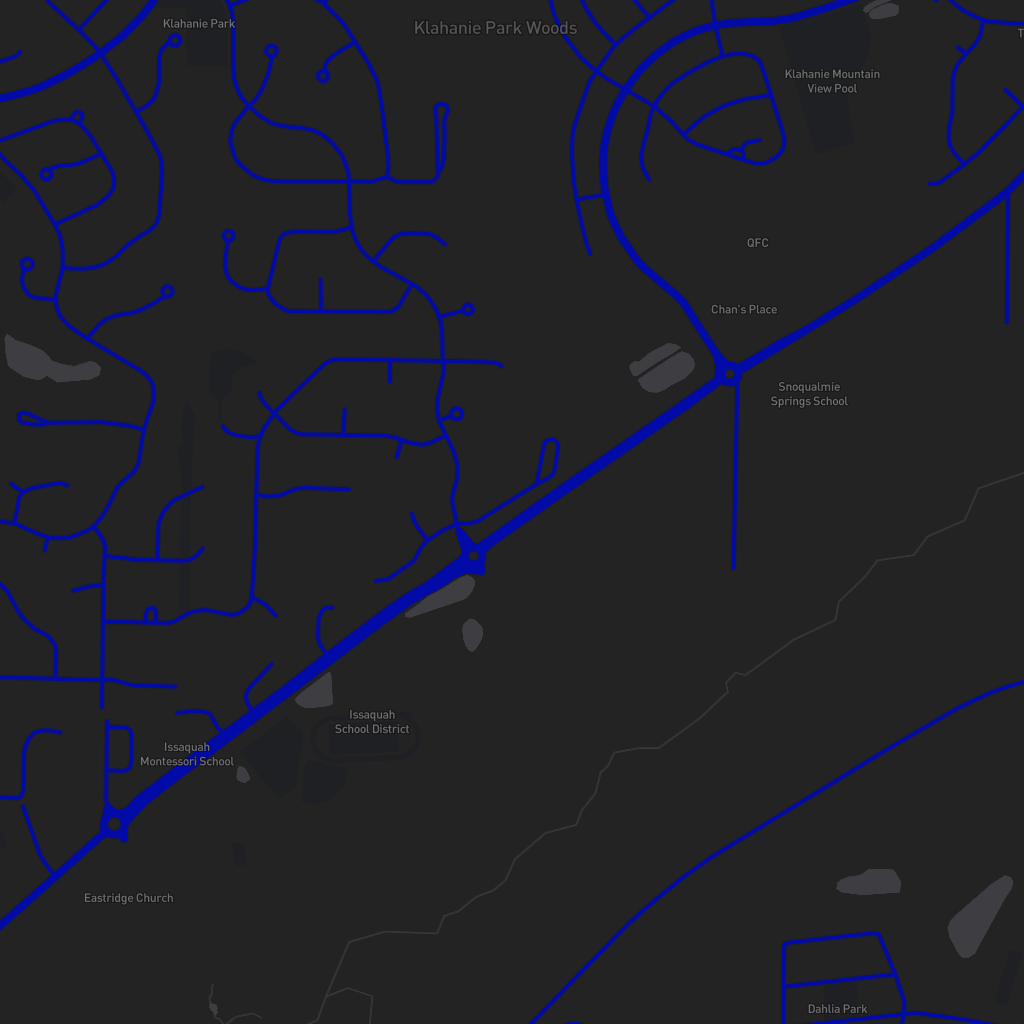 Klahanie Park
Klahanie Park Woods
T
Klahanie Mountain
View Pool
QFC
Chan's Place
Snoqualmie
Springs School
Issaquah
School District
Issaquah
Montessori School
Eastridge Church
Dahlia Park